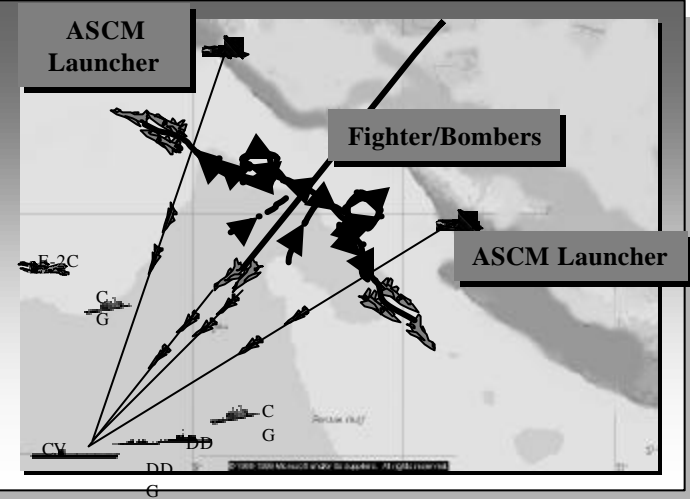 ASCM
Launcher
Fighter/Bombers
ASCM Launcher
E-2C
C
G
C
G
CV
DD
DD
G
Persian Gulf